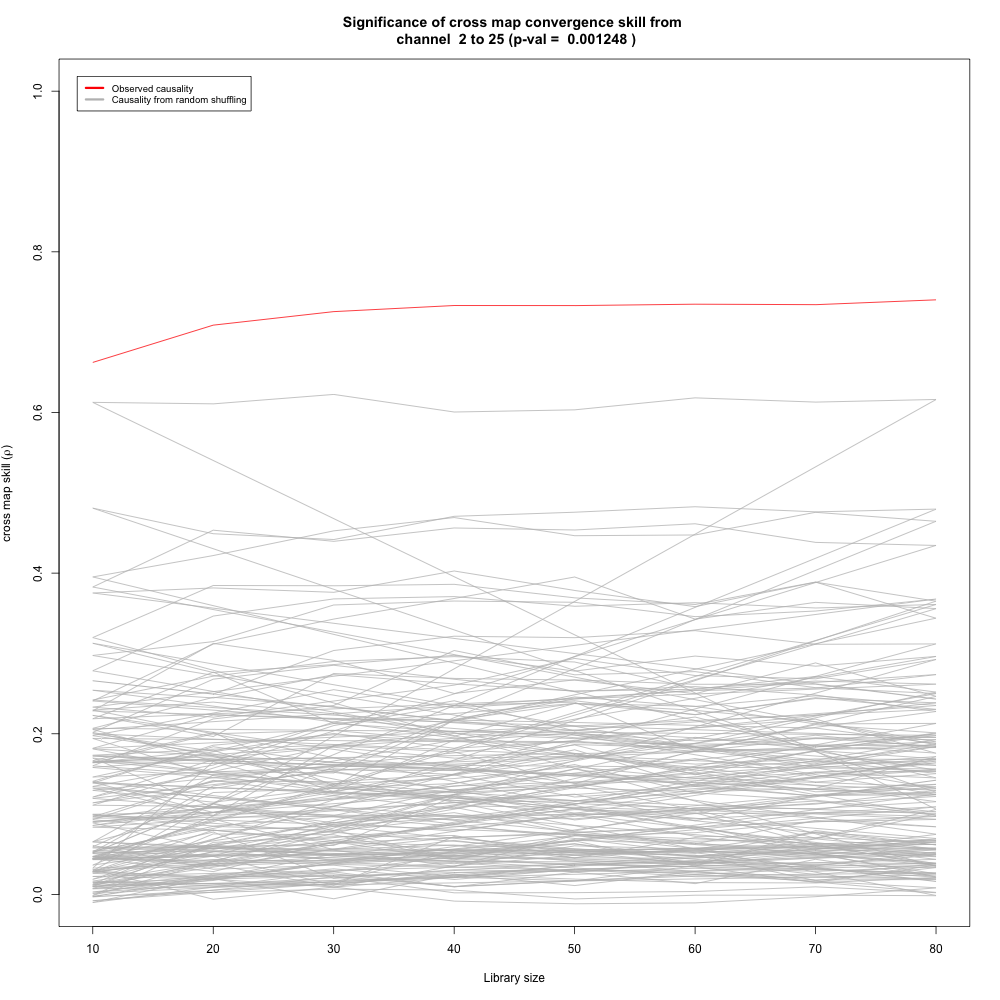 Significance of cross map convergence skill from
channel  2 to 25 (p-val =  0.001248 )
Observed causality
Causality from random shuffling
cross map skill (ρ)
1.0
0.8
0.6
0.4
0.2
0.0
10 20 30 40 50 60 70 80
Library size